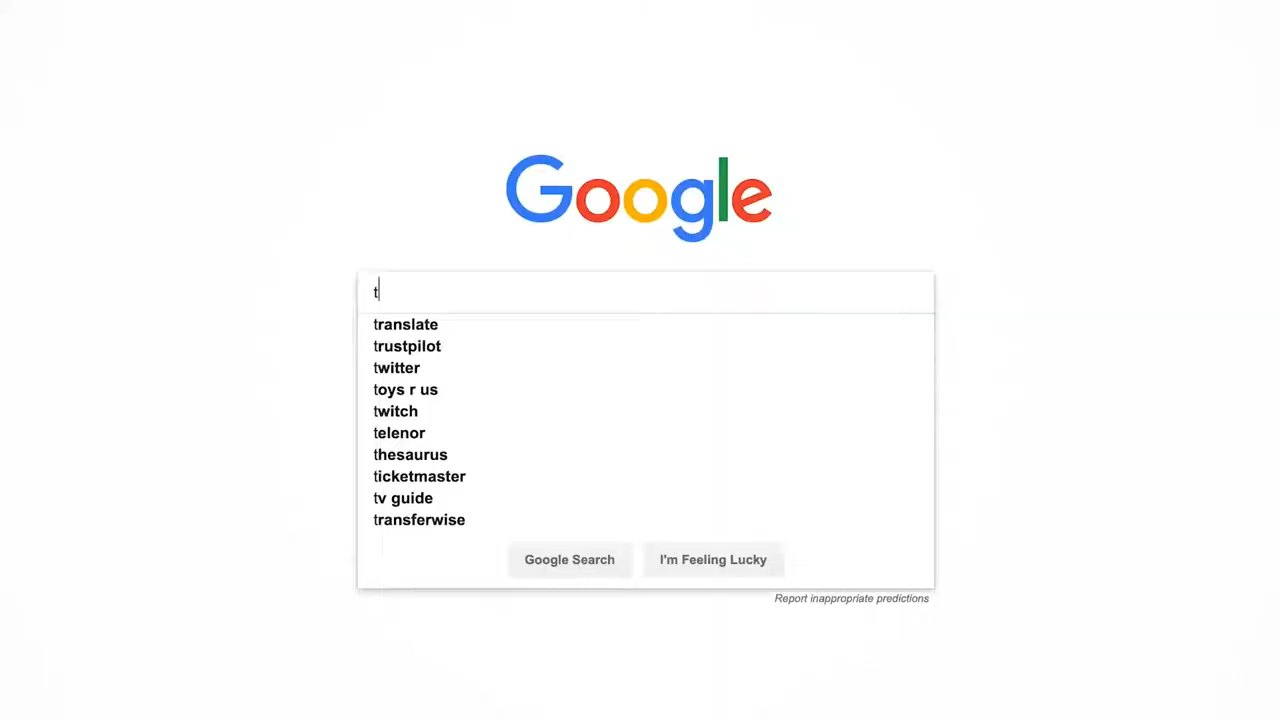 Google
t
translate
trustpilot
twitter
toys r us
twitch
telenor
thesaurus
ticketmaster
tv guide
transferwise
Google Search I'm Feeling Lucky
Report inappropriate predictions